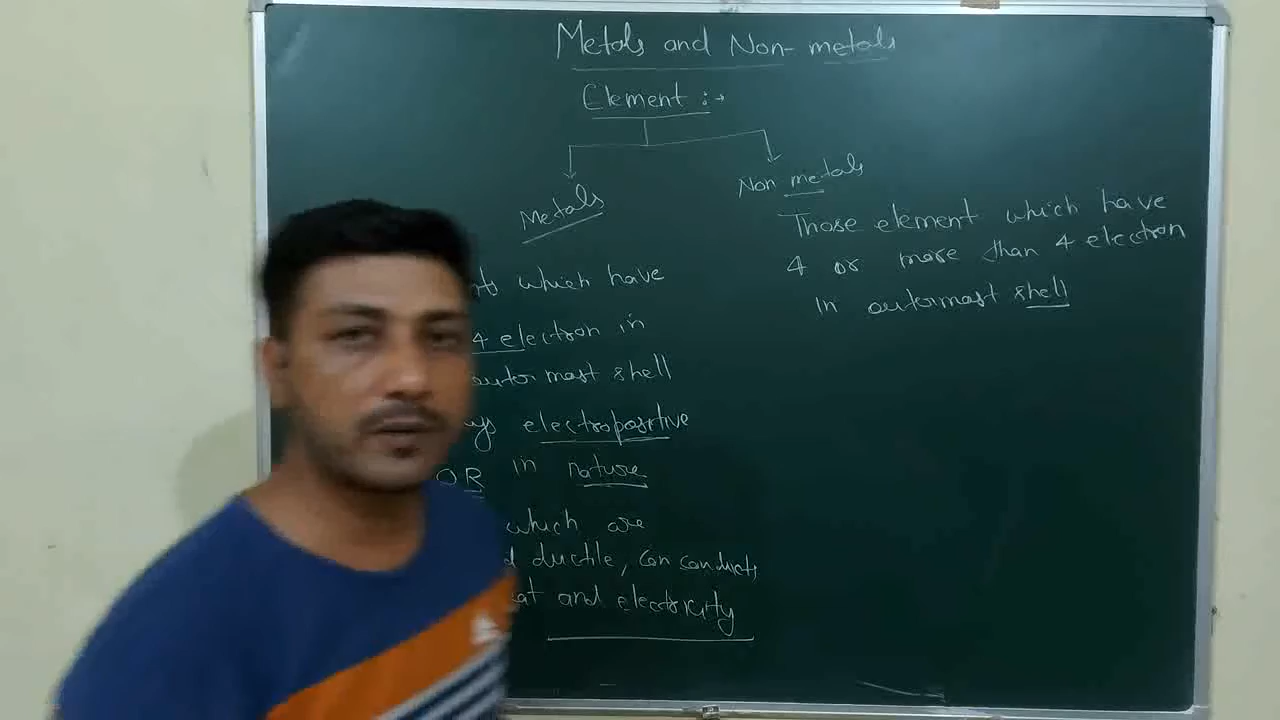 Metals and Non-metals
Element :→
Metals
which have
4 electron in
outermost shell
electropositive
OR in nature
which are
ductile, can conducts
and electricity
Non metals
Those element which have
4 or more than 4 electron
in outermost shell